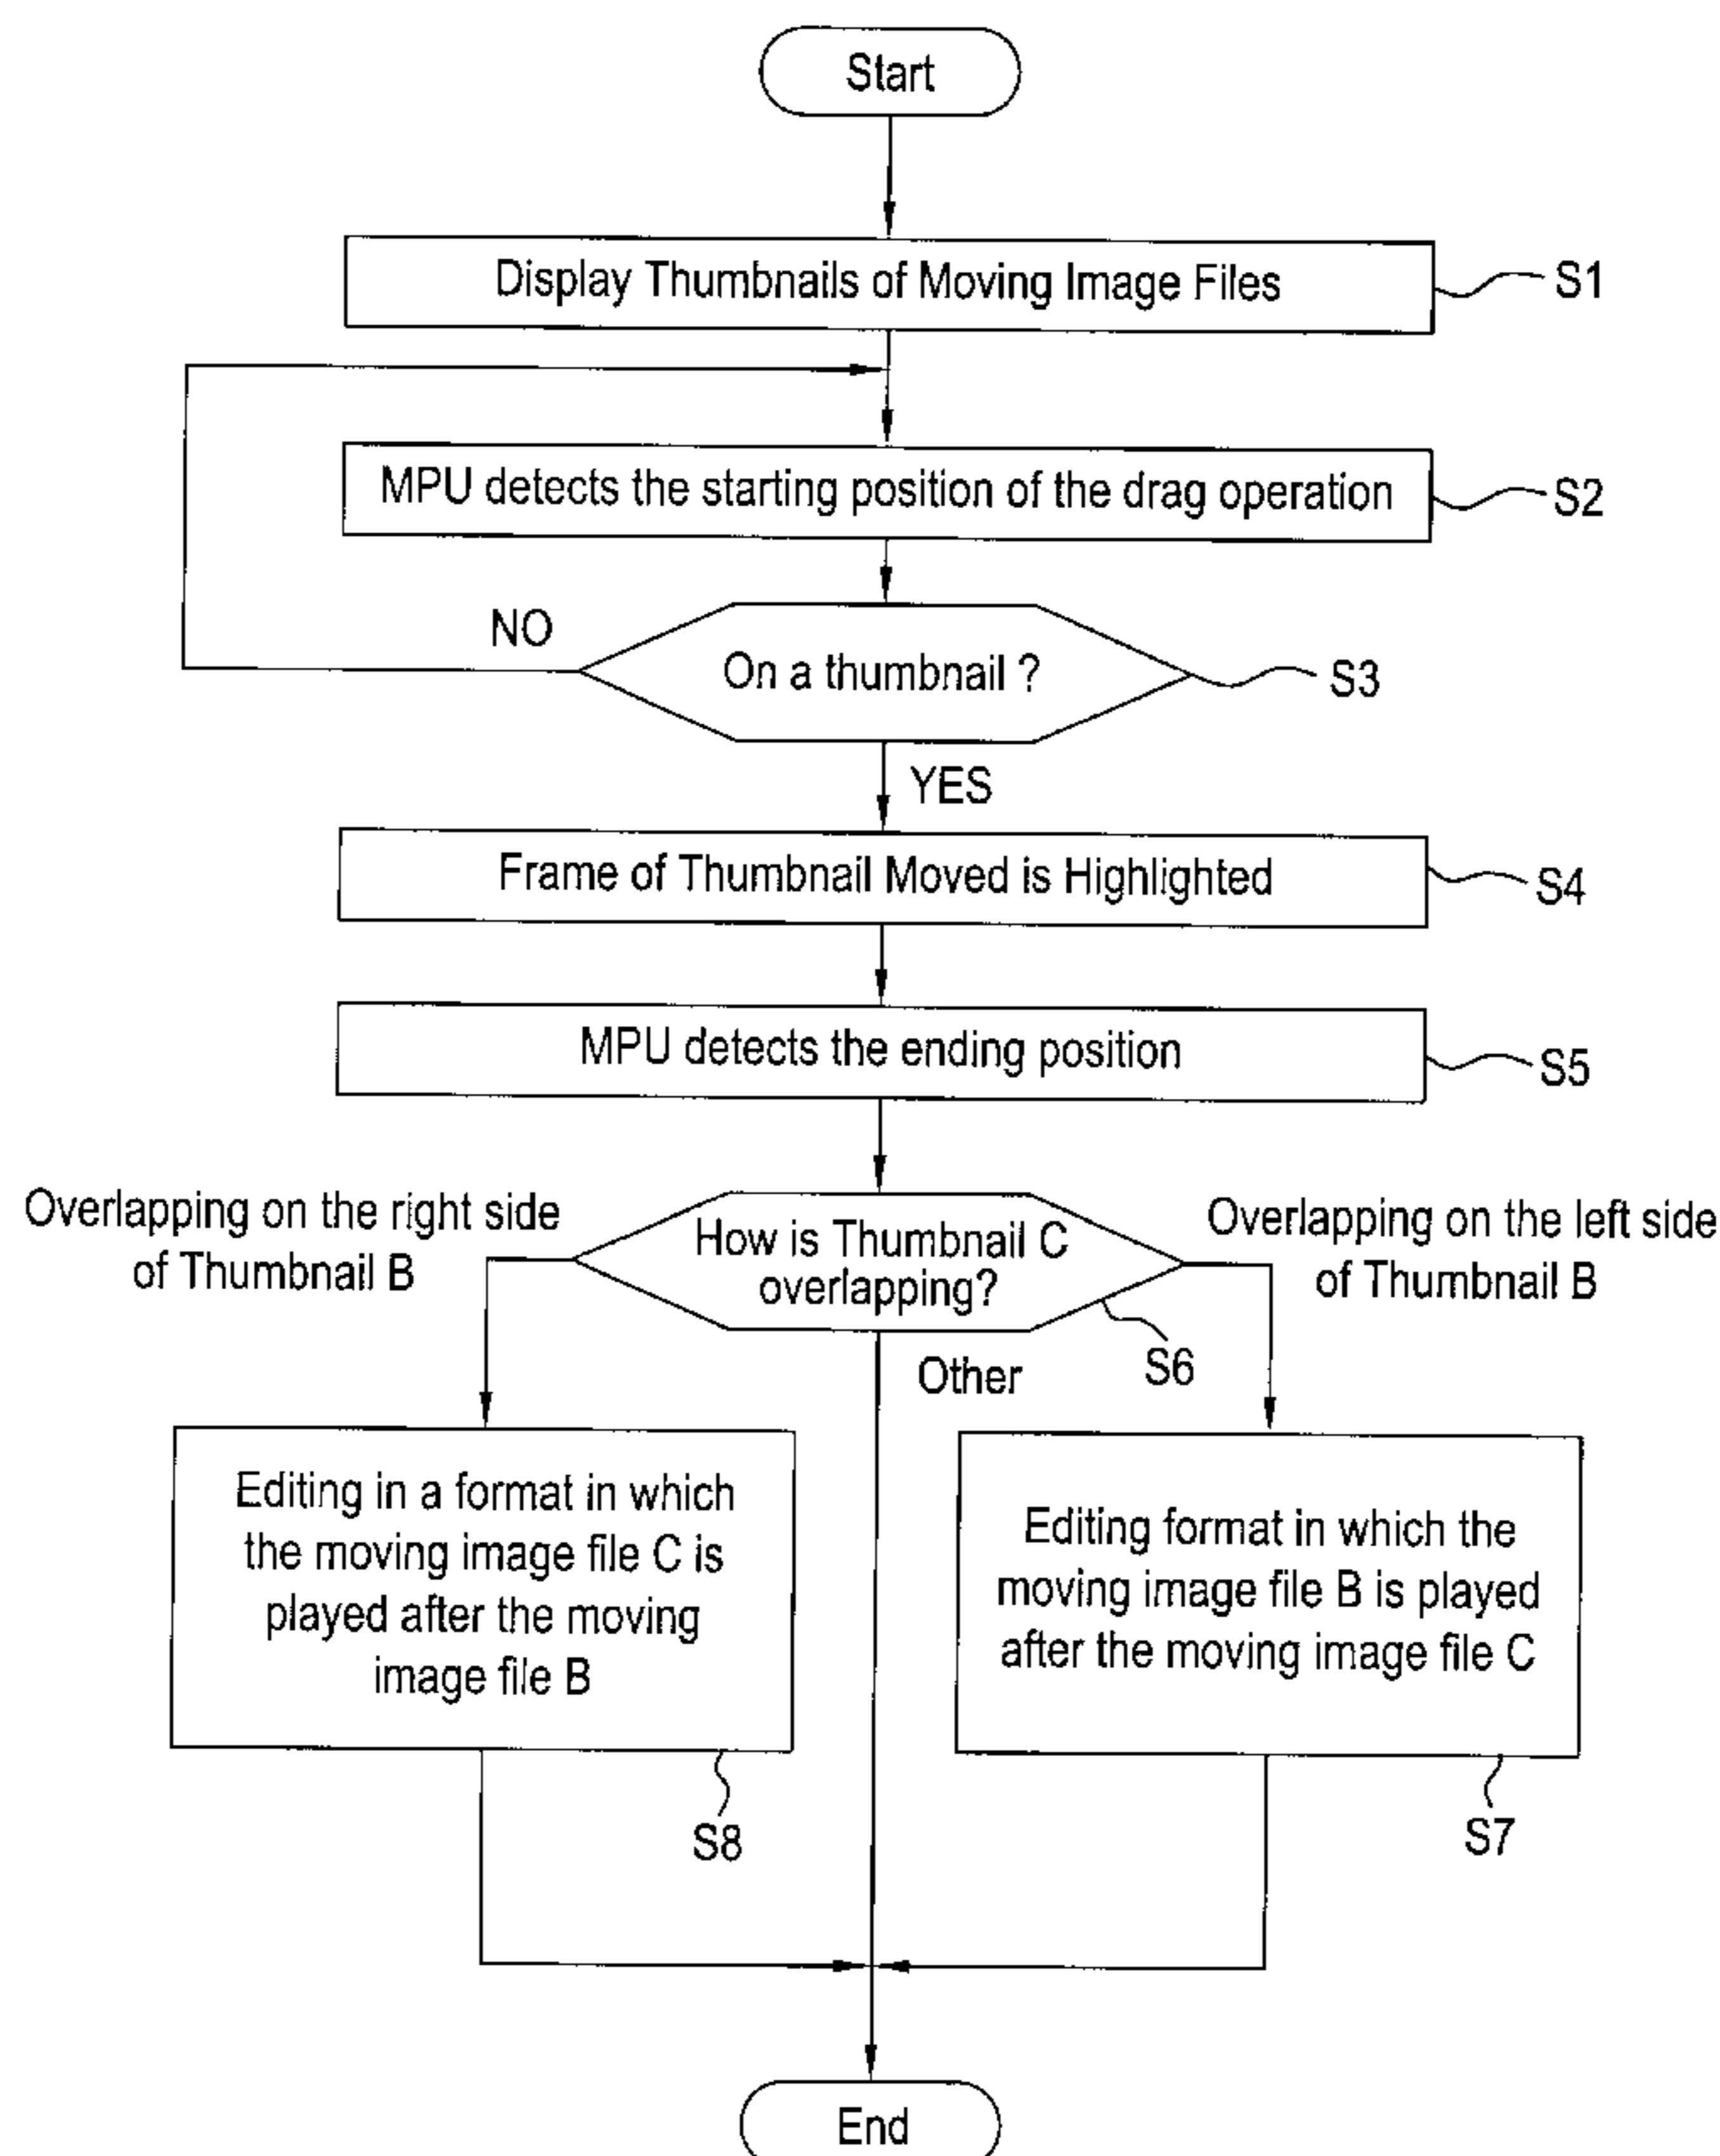 Start
Display Thumbnails of Moving Image Files
S1
MPU detects the starting position of the drag operation
S2
NO
On a thumbnail ?
S3
YES
Frame of Thumbnail Moved is Highlighted
S4
MPU detects the ending position
S5
Overlapping on the right side
of Thumbnail B
How is Thumbnail C
overlapping?
Overlapping on the left side
of Thumbnail B
S6
Other
Editing in a format in which
the moving image file C is
played after the moving
image file B
S8
Editing format in which the
moving image file B is played
after the moving image file C
S7
End